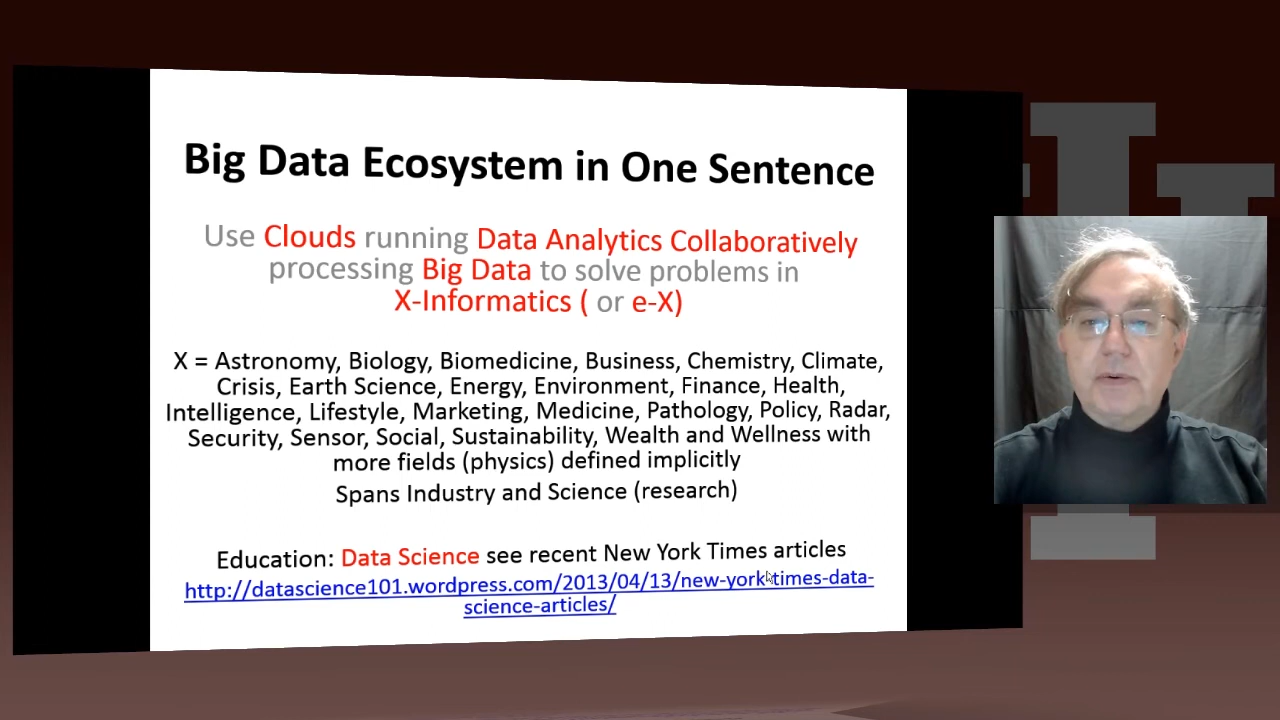 Big Data Ecosystem in One Sentence
Use Clouds running Data Analytics Collaboratively
processing Big Data to solve problems in
X-Informatics ( or e-X)
X = Astronomy, Biology, Biomedicine, Business, Chemistry, Climate,
Crisis, Earth Science, Energy, Environment, Finance, Health,
Intelligence, Lifestyle, Marketing, Medicine, Pathology, Policy, Radar,
Security, Sensor, Social, Sustainability, Wealth and Wellness with
more fields (physics) defined implicitly
Spans Industry and Science (research)
Education: Data Science see recent New York Times articles
http://datascience101.wordpress.com/2013/04/13/new-york-times-data-
science-articles/